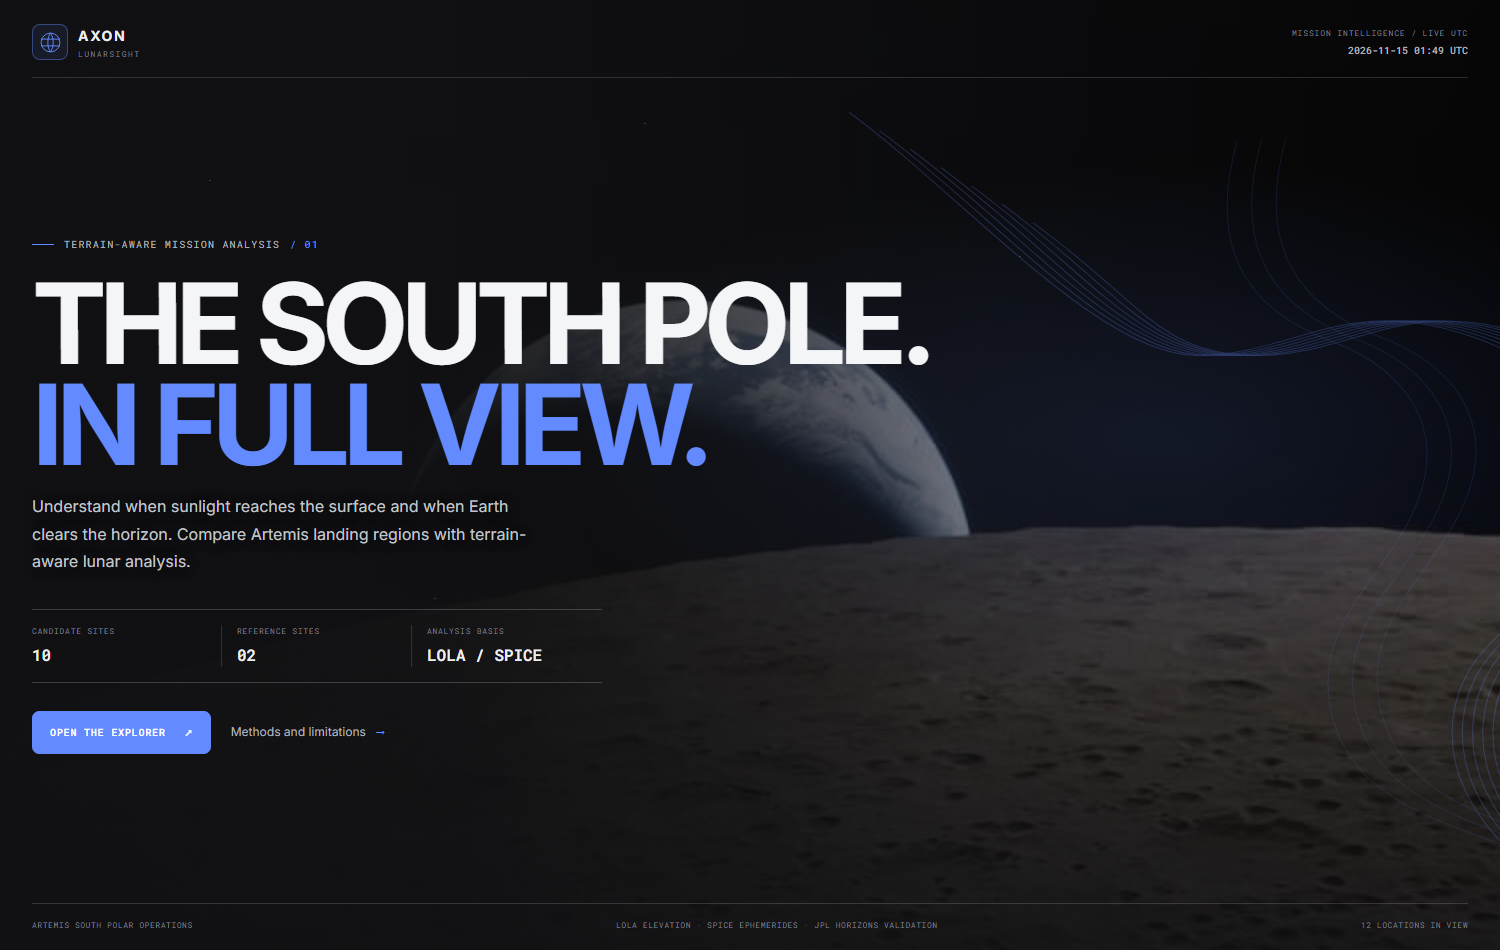 AXON
LUNARSIGHT
MISSION INTELLIGENCE / LIVE UTC
2026-11-15 01:49 UTC
TERRAIN-AWARE MISSION ANALYSIS / 01
THE SOUTH POLE.
IN FULL VIEW.
Understand when sunlight reaches the surface and when Earth
clears the horizon. Compare Artemis landing regions with terrain-
aware lunar analysis.
CANDIDATE SITES
10
REFERENCE SITES
02
ANALYSIS BASIS
LOLA / SPICE
OPEN THE EXPLORER ↗
Methods and limitations →
ARTEMIS SOUTH POLAR OPERATIONS
LOLA ELEVATION · SPICE EPHEMERIDES · JPL HORIZONS VALIDATION
12 LOCATIONS IN VIEW